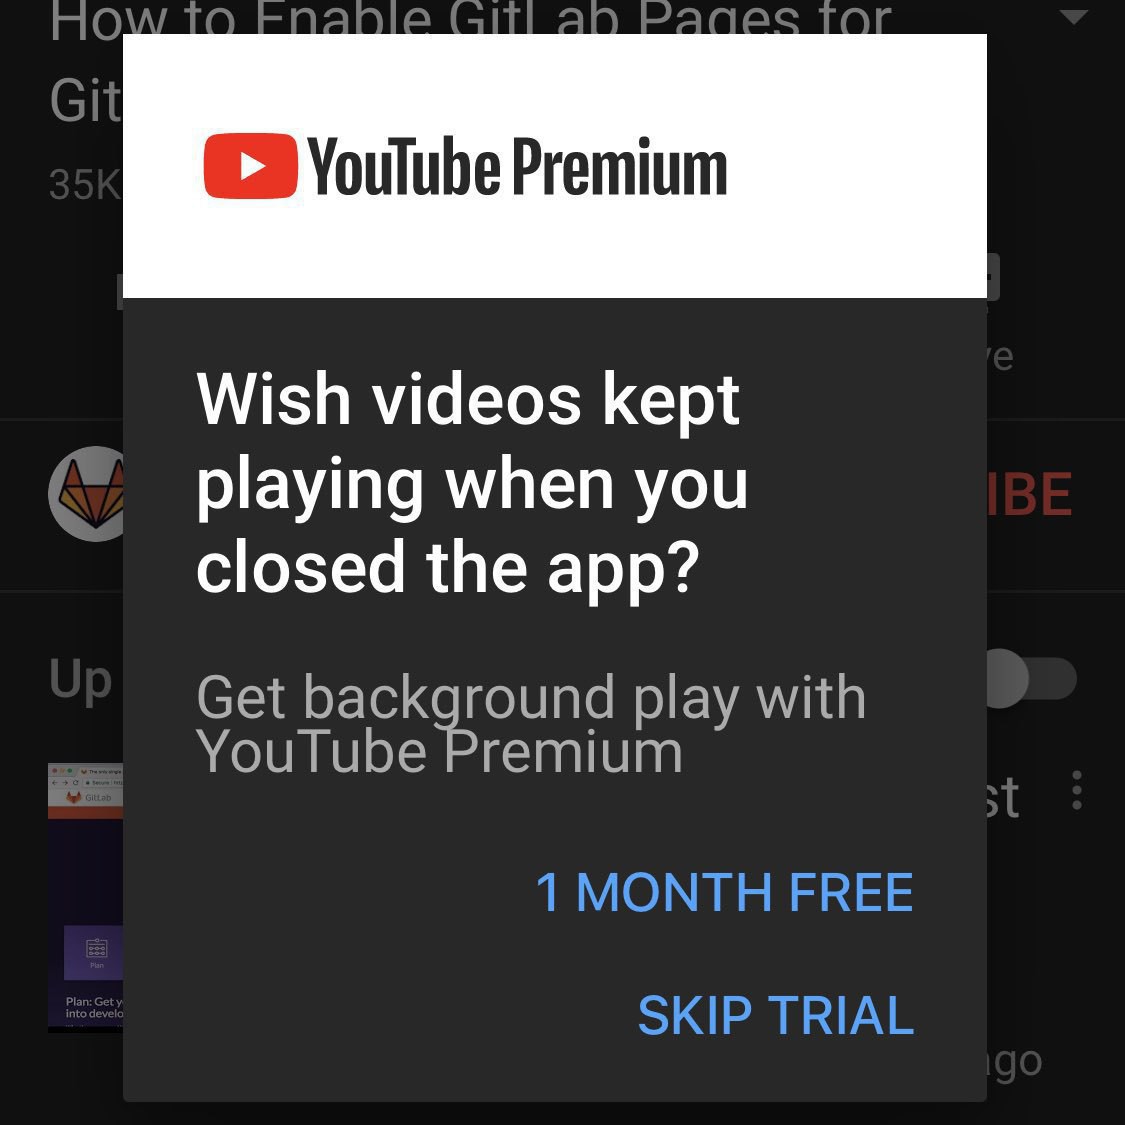 How to Enable GitLab Pages for
Git
35K
YouTube Premium
Wish videos kept
playing when you
closed the app?
Get background play with
YouTube Premium
1 MONTH FREE
SKIP TRIAL
ve
IBE
Up
st
GitLab
Plan
Plan: Get y
into develo
ago